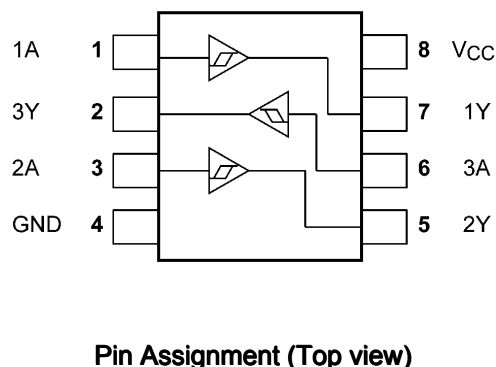 1A 1 8 VCC
3Y 2 7 1Y
2A 3 6 3A
GND 4 5 2Y
Pin Assignment (Top view)